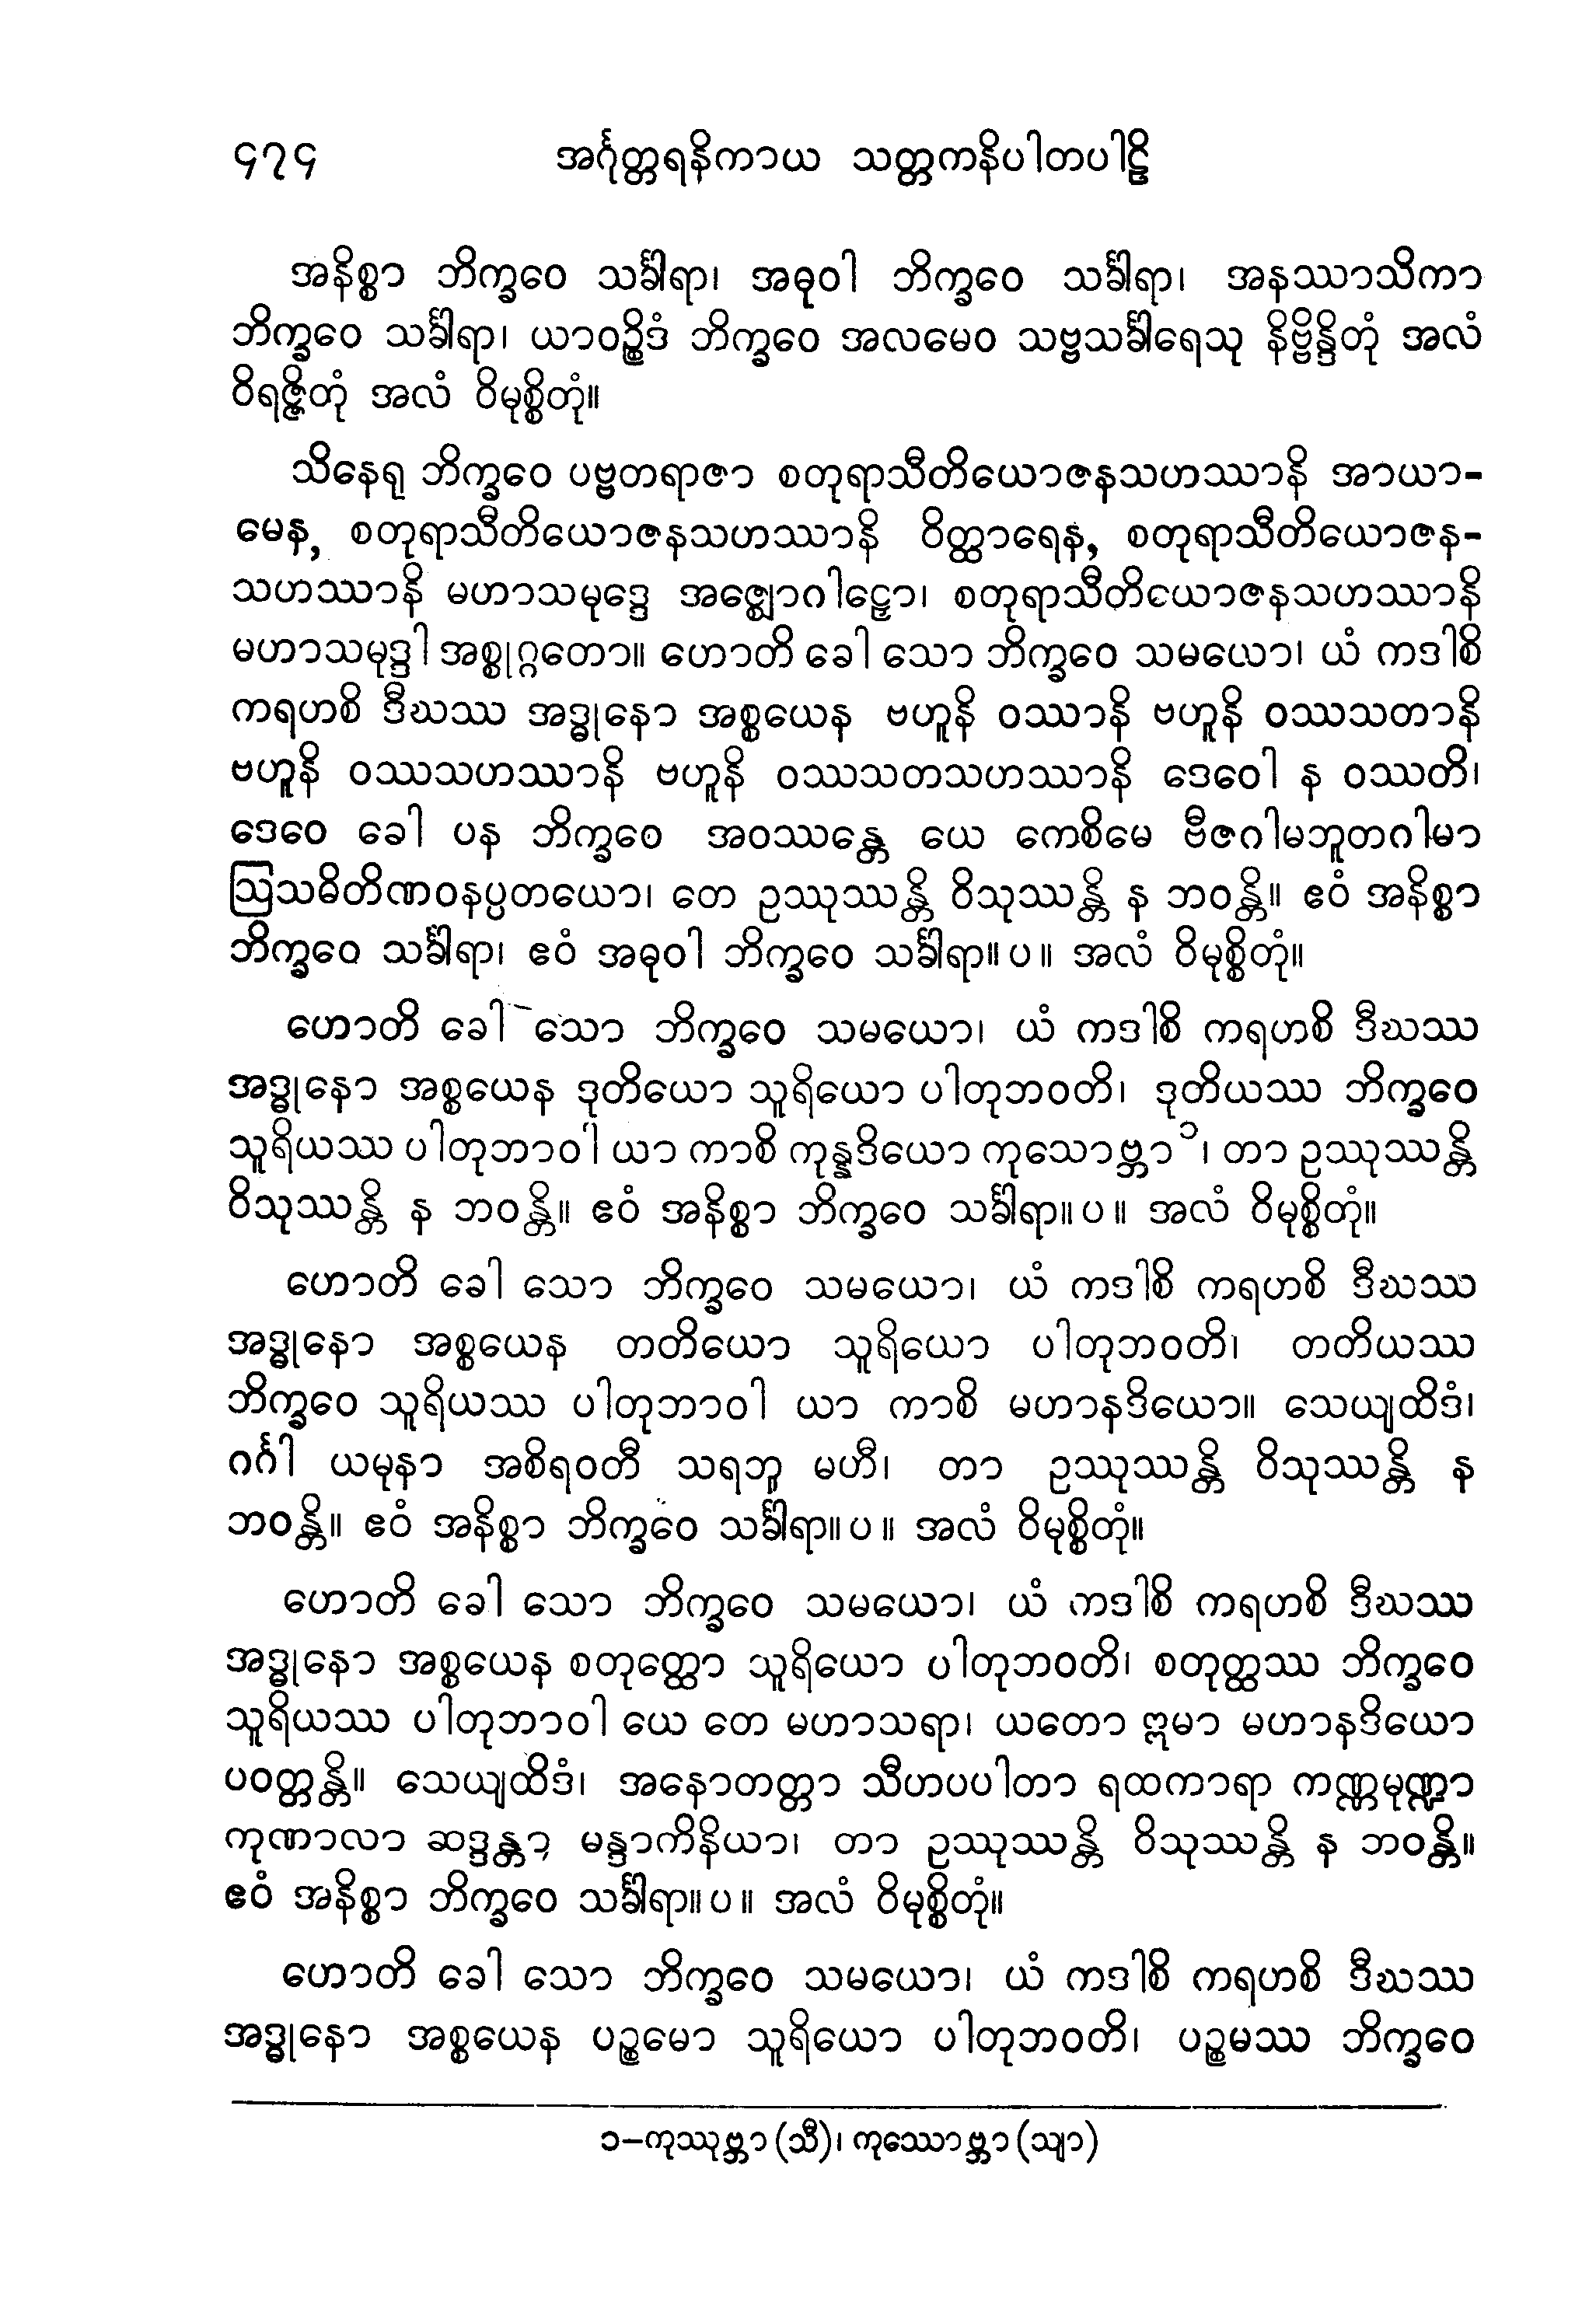 ၄၇၄ အင်္ဂုတ္တရနိကာယ သတ္တကနိပါတပါဠိ
အနိစ္စာ ဘိက္ခဝေ သင်္ခါရာ၊ အဓုဝါ ဘိက္ခဝေ သင်္ခါရာ၊ အနဿာသိကာ
ဘိက္ခဝေ သင်္ခါရာ၊ ယာဝဉ္စိဒံ ဘိက္ခဝေ အလမေဝ သဗ္ဗသင်္ခါရေသု နိဗ္ဗိန္ဒိတုံ အလံ
ဝိရဇ္ဇိတုံ အလံ ဝိမုစ္စိတုံ။
သိနေရု ဘိက္ခဝေ ပဗ္ဗတရာဇာ စတုရာသီတိယောဇနသဟဿာနိ အာယာ-
မေန, စတုရာသီတိယောဇနသဟဿာနိ ဝိတ္ထာရေန, စတုရာသီတိယောဇန-
သဟဿာနိ မဟာသမုဒ္ဒေ အဇ္ဈောဂါဠှော၊ စတုရာသီတိယောဇနသဟဿာနိ
မဟာသမုဒ္ဒါ အစ္စုဂ္ဂတော။ ဟောတိ ခေါ သော ဘိက္ခဝေ သမယော၊ ယံ ကဒါစိ
ကရဟစိ ဒီဃဿ အဒ္ဓုနော အစ္စယေန ဗဟူနိ ဝဿာနိ ဗဟူနိ ဝဿသတာနိ
ဗဟူနိ ဝဿသဟဿာနိ ဗဟူနိ ဝဿသတသဟဿာနိ ဒေဝေါ န ဝဿတိ၊
ဒေဝေ ခေါ ပန ဘိက္ခဝေ အဝဿန္တေ ယေ ကေစိမေ ဗီဇဂါမဘူတဂါမာ
ဩသဓိတိဏဝနပ္ပတယော၊ တေ ဥဿုဿန္တိ ဝိသုဿန္တိ န ဘဝန္တိ။ ဧဝံ အနိစ္စာ
ဘိက္ခဝေ သင်္ခါရာ၊ ဧဝံ အဓုဝါ ဘိက္ခဝေ သင်္ခါရာ။ ပ။ အလံ ဝိမုစ္စိတုံ။
ဟောတိ ခေါ သော ဘိက္ခဝေ သမယော၊ ယံ ကဒါစိ ကရဟစိ ဒီဃဿ
အဒ္ဓုနော အစ္စယေန ဒုတိယော သူရိယော ပါတုဘဝတိ၊ ဒုတိယဿ ဘိက္ခဝေ
သူရိယဿ ပါတုဘာဝါ ယာ ကာစိ ကုန္နဒိယော ကုသောဗ္ဘာ ၁၊ တာ ဥဿုဿန္တိ
ဝိသုဿန္တိ န ဘဝန္တိ။ ဧဝံ အနိစ္စာ ဘိက္ခဝေ သင်္ခါရာ။ ပ။ အလံ ဝိမုစ္စိတုံ။
ဟောတိ ခေါ သော ဘိက္ခဝေ သမယော၊ ယံ ကဒါစိ ကရဟစိ ဒီဃဿ
အဒ္ဓုနော အစ္စယေန တတိယော သူရိယော ပါတုဘဝတိ၊ တတိယဿ
ဘိက္ခဝေ သူရိယဿ ပါတုဘာဝါ ယာ ကာစိ မဟာနဒိယော။ သေယျထိဒံ၊
ဂင်္ဂါ ယမုနာ အစိရဝတီ သရဘူ မဟီ၊ တာ ဥဿုဿန္တိ ဝိသုဿန္တိ န
ဘဝန္တိ။ ဧဝံ အနိစ္စာ ဘိက္ခဝေ သင်္ခါရာ။ ပ။ အလံ ဝိမုစ္စိတုံ။
ဟောတိ ခေါ သော ဘိက္ခဝေ သမယော၊ ယံ ကဒါစိ ကရဟစိ ဒီဃဿ
အဒ္ဓုနော အစ္စယေန စတုတ္ထော သူရိယော ပါတုဘဝတိ၊ စတုတ္ထဿ ဘိက္ခဝေ
သူရိယဿ ပါတုဘာဝါ ယေ တေ မဟာသရာ၊ ယတော ဣမာ မဟာနဒိယော
ပဝတ္တန္တိ။ သေယျထိဒံ၊ အနောတတ္တာ သီဟပပါတာ ရထကာရာ ကဏ္ဏမုဏ္ဍာ
ကုဏာလာ ဆဒ္ဒန္တာ မန္ဒာကိနိယာ၊ တာ ဥဿုဿန္တိ ဝိသုဿန္တိ န ဘဝန္တိ။
ဧဝံ အနိစ္စာ ဘိက္ခဝေ သင်္ခါရာ။ ပ။ အလံ ဝိမုစ္စိတုံ။
ဟောတိ ခေါ သော ဘိက္ခဝေ သမယော၊ ယံ ကဒါစိ ကရဟစိ ဒီဃဿ
အဒ္ဓုနော အစ္စယေန ပဉ္စမော သူရိယော ပါတုဘဝတိ၊ ပဉ္စမဿ ဘိက္ခဝေ
၁-ကုဿုဗ္ဘာ (သီ)၊ ကုဿောဗ္ဘာ (သျာ)